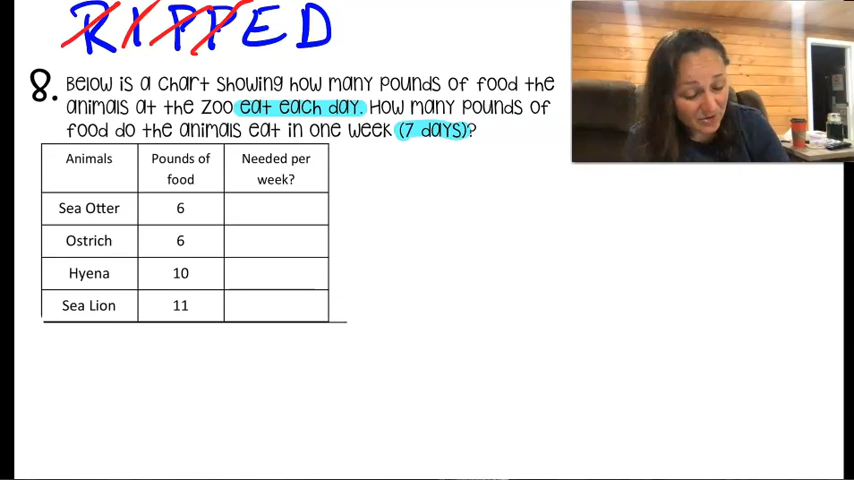 RIPPED
8. Below is a chart showing how many pounds of food the
animals at the zoo eat each day. How many pounds of
food do the animals eat in one week (7 days)?
Animals Pounds of food Needed per week?
Sea Otter 6
Ostrich 6
Hyena 10
Sea Lion 11